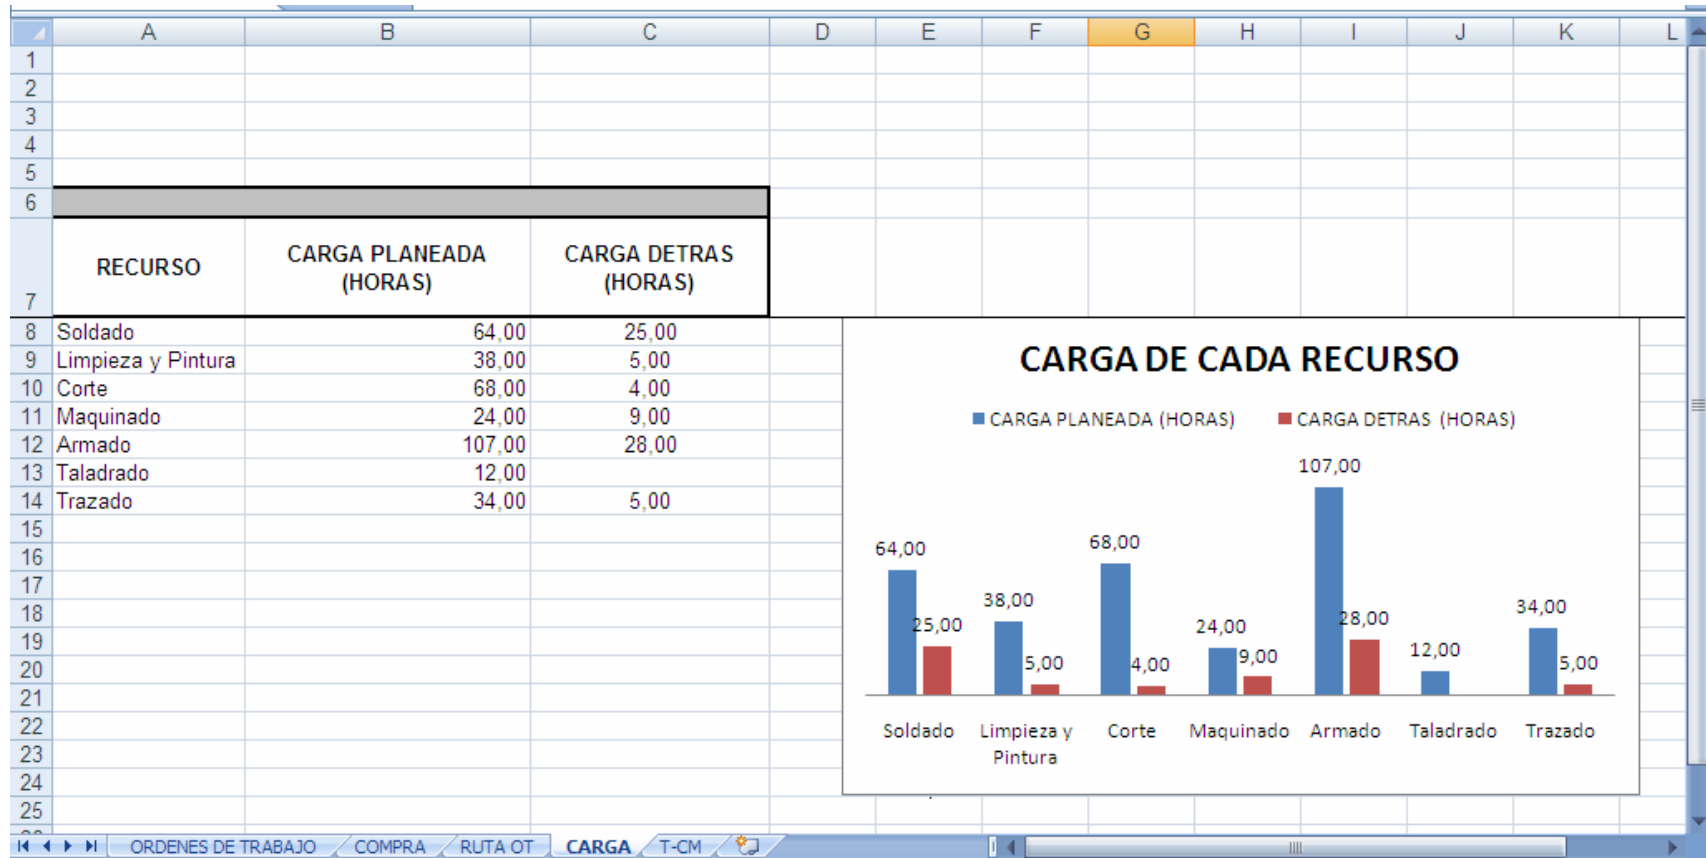 A B C D E F G H I J K L
1
2
3
4
5
6
7 RECURSO CARGA PLANEADA (HORAS) CARGA DETRAS (HORAS)
8 Soldado 64,00 25,00
9 Limpieza y Pintura 38,00 5,00
10 Corte 68,00 4,00
11 Maquinado 24,00 9,00
12 Armado 107,00 28,00
13 Taladrado 12,00
14 Trazado 34,00 5,00
15
16
17
18
19
20
21
22
23
24
25
CARGA DE CADA RECURSO
CARGA PLANEADA (HORAS) CARGA DETRAS (HORAS)
64,00 25,00 38,00 5,00 68,00 4,00 24,00 9,00 107,00 28,00 12,00 34,00 5,00
Soldado Limpieza y Pintura Corte Maquinado Armado Taladrado Trazado
ORDENES DE TRABAJO COMPRA RUTA OT CARGA T-CM